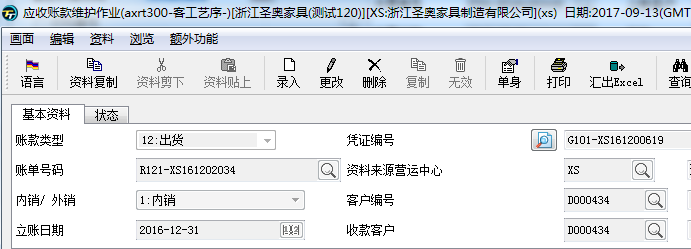 应收账款维护作业(axrt300-客工艺序-)[浙江圣奥家具(测试120)][XS:浙江圣奥家具制造有限公司](xs) 日期:2017-09-13(GMT
画面 编辑 资料 浏览 额外功能
语言 资料复制 资料剪下 资料贴上 录入 更改 删除 复制 无效 单身 打印 汇出Excel 查询
基本资料 状态
账款类型 12:出货 凭证编号 G101-XS161200619
账单号码 R121-XS161202034 资料来源营运中心 XS
内销/ 外销 1:内销 客户编号 D000434
立账日期 2016-12-31 收款客户 D000434